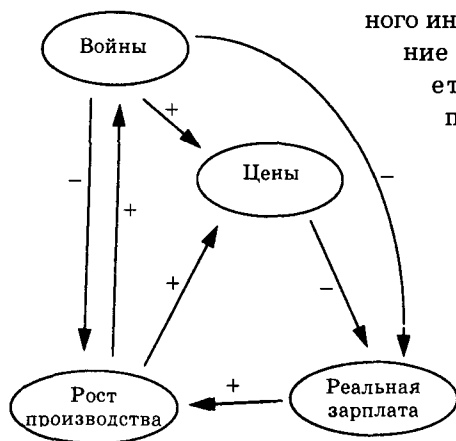 Войны
ного ин
ние
ет
п
+
Цены
−
+
−
+
−
Рост
производства
+
Реальная
зарплата